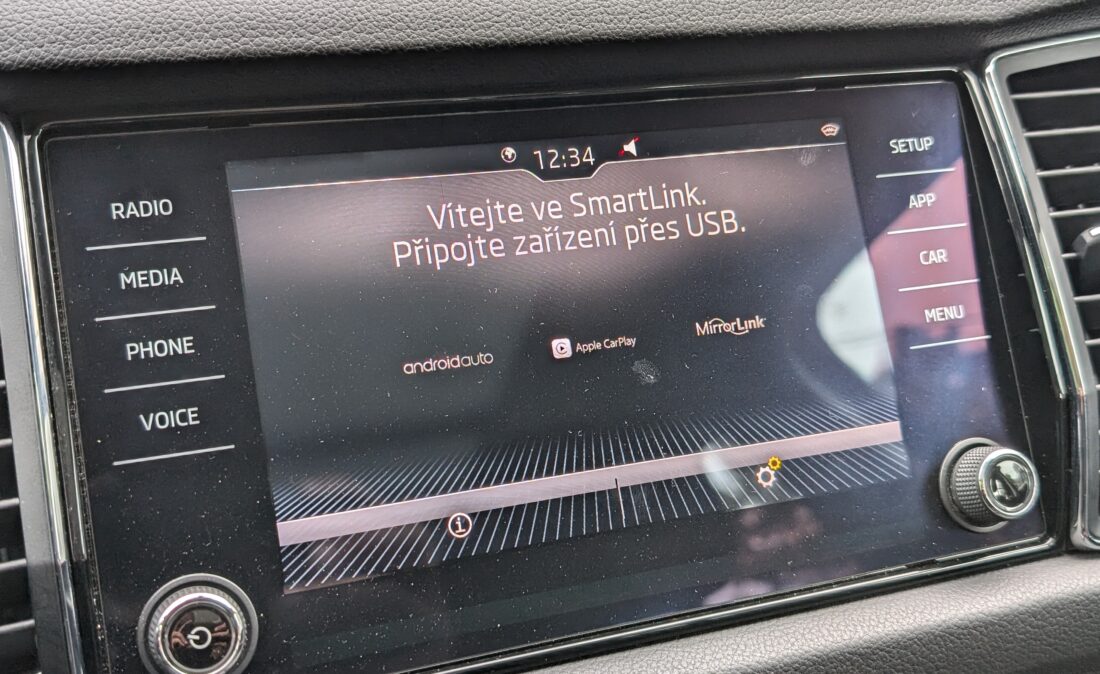 12:34
Vítejte ve SmartLink.
Připojte zařízení přes USB.
RADIO
MEDIA
PHONE
VOICE
androidauto
Apple CarPlay
MirrorLink
SETUP
APP
CAR
MENU